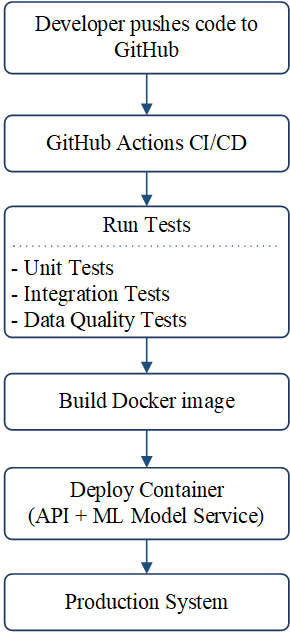 Developer pushes code to
GitHub
GitHub Actions CI/CD
Run Tests
- Unit Tests
- Integration Tests
- Data Quality Tests
Build Docker image
Deploy Container
(API + ML Model Service)
Production System